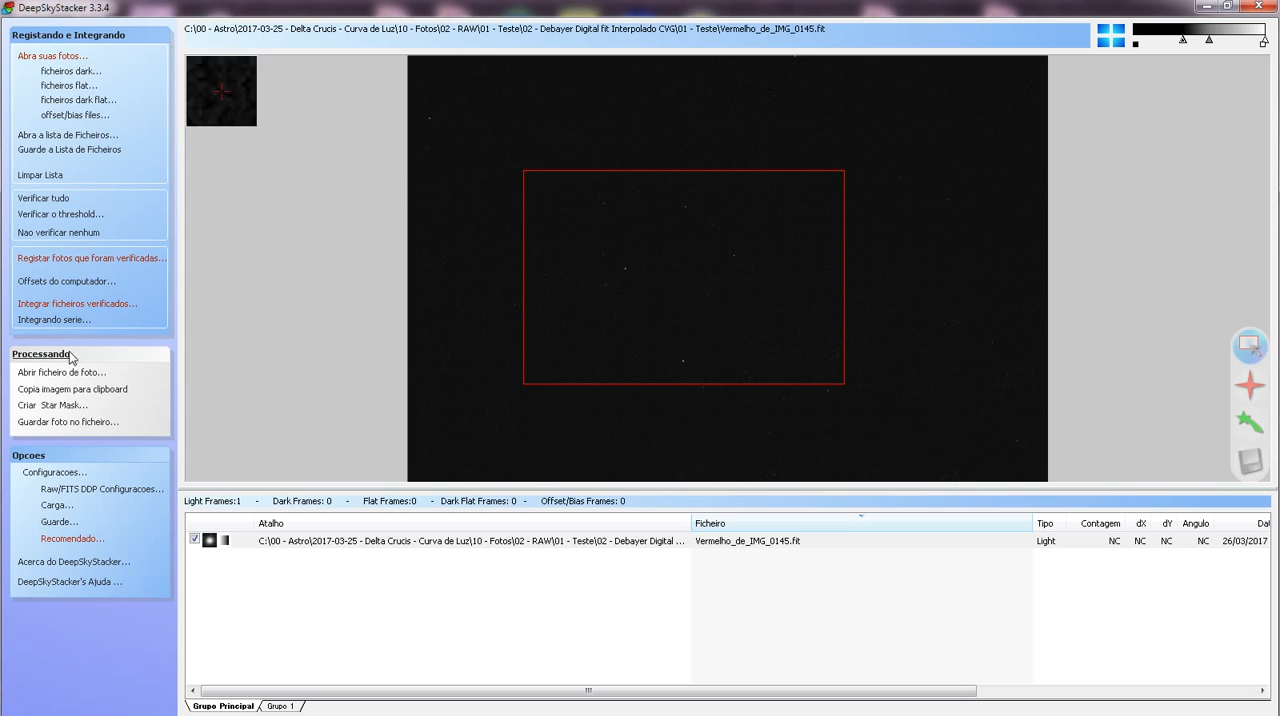 DeepSkyStacker 3.3.4
Registando e Integrando
Abra suas fotos...
ficheiros dark...
ficheiros flat...
ficheiros dark flat...
offset/bias files...
Abra a lista de Ficheiros...
Guarde a Lista de Ficheiros
Limpar Lista
Verificar tudo
Verificar o threshold...
Nao verificar nenhum
Registar fotos que foram verificadas...
Offsets do computador...
Integrar ficheiros verificados...
Integrando serie...
Processando
Abrir ficheiro de foto...
Copia imagem para clipboard
Criar Star Mask...
Guardar foto no ficheiro...
Opcoes
Configuracoes...
Raw/FITS DDP Configuracoes...
Carga...
Guarde...
Recomendado...
Acerca do DeepSkyStacker...
DeepSkyStacker's Ajuda ...
C:\00 - Astro\2017-03-25 - Delta Crucis - Curva de Luz\10 - Fotos\02 - RAW\01 - Teste\02 - Debayer Digital fit Interpolado CYG\01 - Teste\Vermelho_de_IMG_0145.fit
Light Frames:1 - Dark Frames: 0 - Flat Frames:0 - Dark Flat Frames: 0 - Offset/Bias Frames: 0
Atalho Ficheiro Tipo Contagem dX dY Angulo Dat
C:\00 - Astro\2017-03-25 - Delta Crucis - Curva de Luz\10 - Fotos\02 - RAW\01 - Teste\02 - Debayer Digital ... Vermelho_de_IMG_0145.fit Light NC NC NC NC 26/03/2017
Grupo Principal Grupo 1